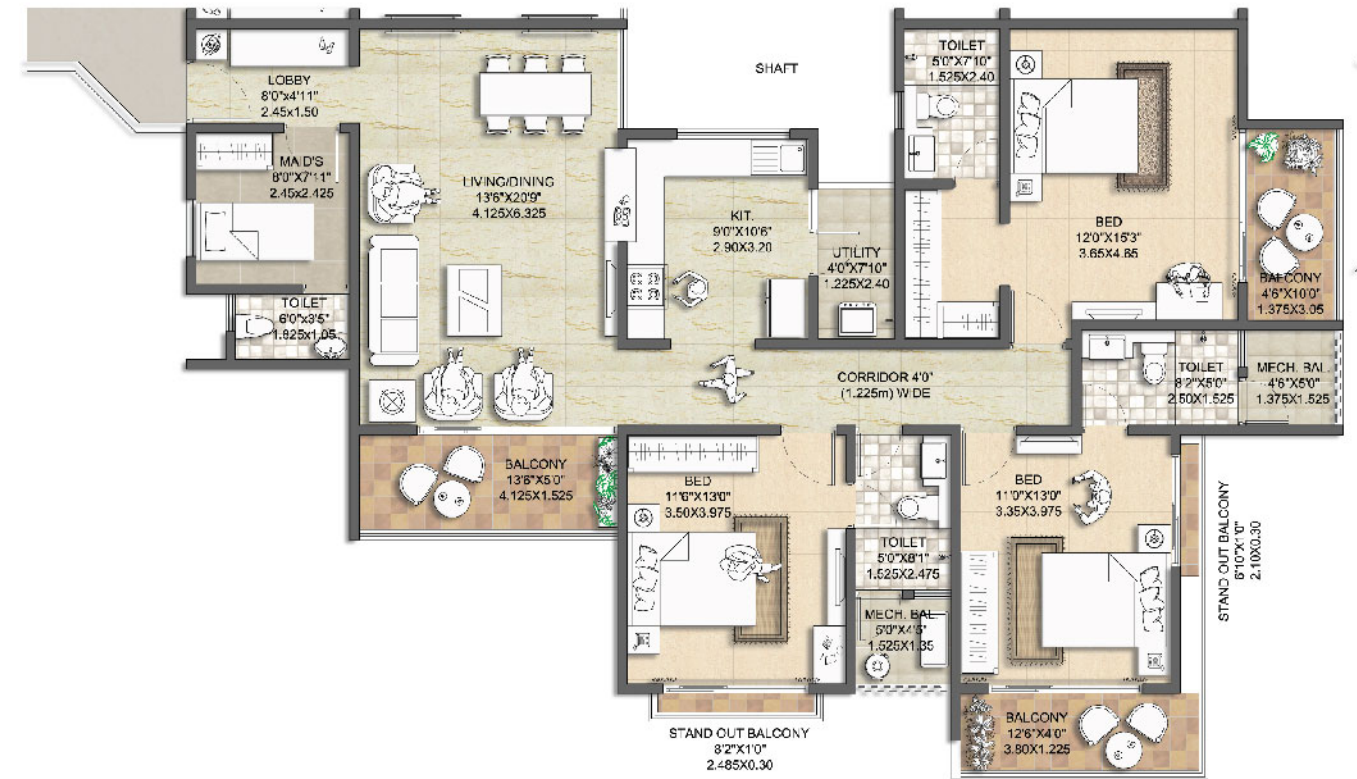 LOBBY
8'0"x4'11"
2.45x1.50
MAID'S
8'0"X7'11"
2.45x2.425
TOILET
6'0"x3'5"
1.825x1.05
LIVING/DINING
13'6"X20'9"
4.125X6.325
SHAFT
KIT.
9'0"X10'6"
2.90X3.20
UTILITY
4'0"X7'10"
1.225X2.40
TOILET
5'0"X7'10"
1.525X2.40
BED
12'0"X15'3"
3.65X4.65
BALCONY
4'6"X10'0"
1.375X3.05
CORRIDOR 4'0"
(1.225m) WIDE
TOILET
8'2"X5'0"
2.50X1.525
MECH. BAL.
4'6"X5'0"
1.375X1.525
BALCONY
13'6"X5'0"
4.125X1.525
BED
11'6"X13'0"
3.50X3.975
TOILET
5'0"X8'1"
1.525X2.475
MECH. BAL.
5'0"X4'5"
1.525X1.35
BED
11'0"X13'0"
3.35X3.975
STAND OUT BALCONY
6'10"X1'0"
2.10X0.30
STAND OUT BALCONY
8'2"X1'0"
2.485X0.30
BALCONY
12'6"X4'0"
3.80X1.225